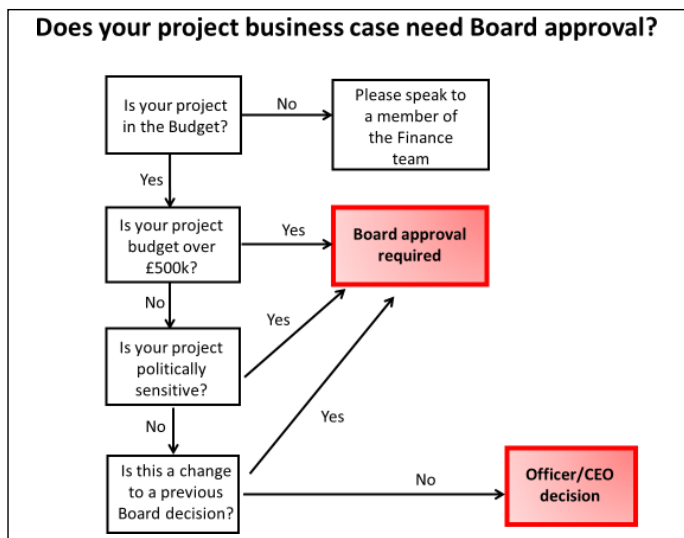 Does your project business case need Board approval?
Is your project
in the Budget?
No
Please speak to
a member of
the Finance
team
Yes
Is your project
budget over
£500k?
Yes
Board approval
required
No
Yes
Is your project
politically
sensitive?
No
Yes
Is this a change
to a previous
Board decision?
No
Officer/CEO
decision